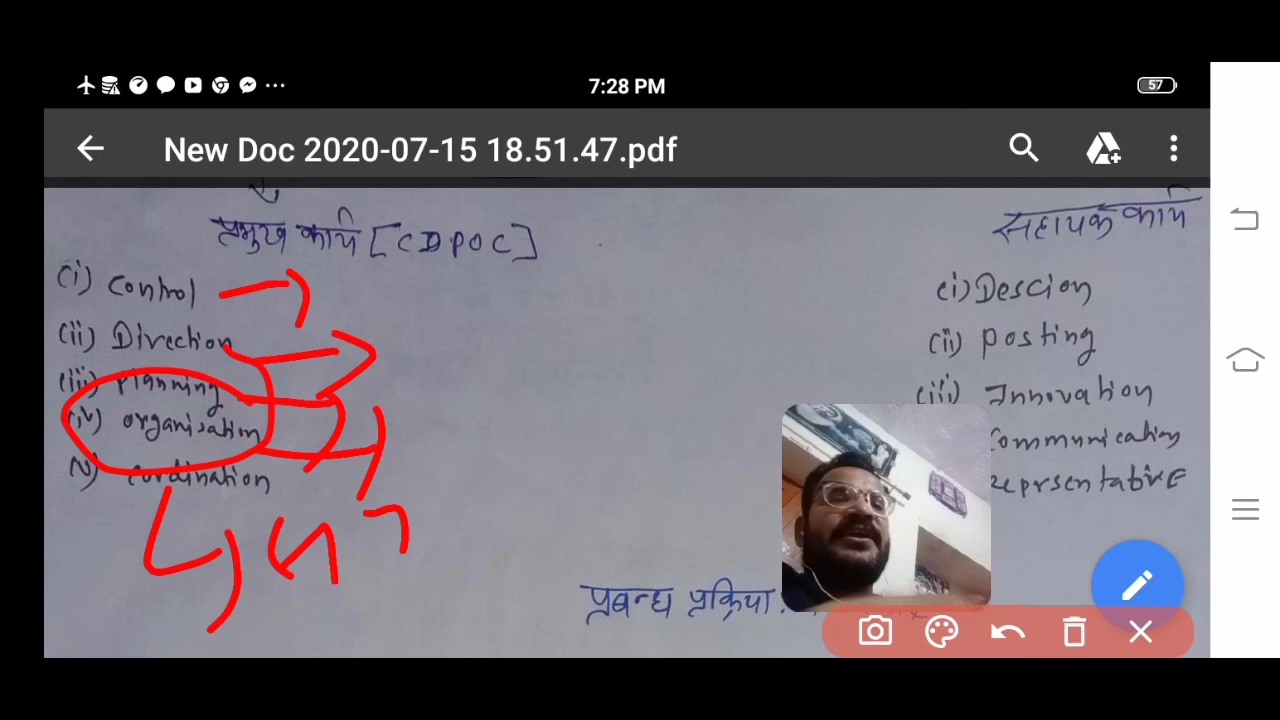 7:28 PM
57
New Doc 2020-07-15 18.51.47.pdf
प्रमुख कार्य [CDPOC]
(i) Control
(ii) Direction
(iii) Planning
(iv) organisation
(v) Cordination
सहायक कार्य
(i) Descion
(ii) Posting
(iii) Innovation
Communication
Reprsentative
प्रबन्ध प्रक्रिया